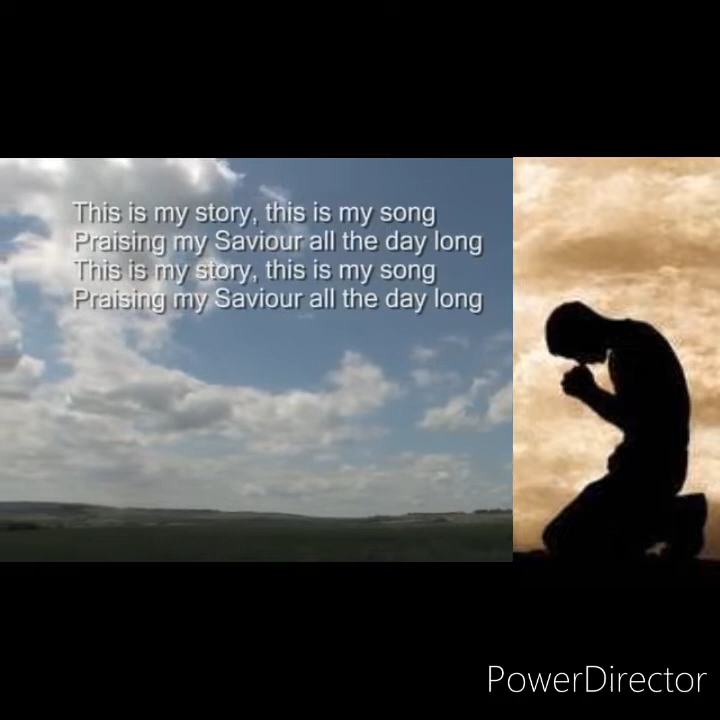 This is my story, this is my song
Praising my Saviour all the day long
This is my story, this is my song
Praising my Saviour all the day long
PowerDirector